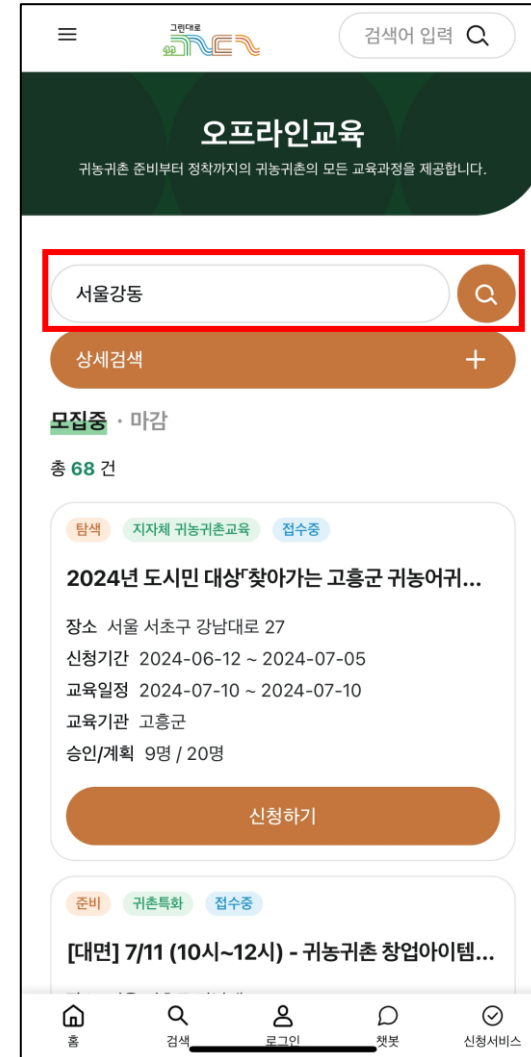 그린대로
검색어 입력
오프라인교육
귀농귀촌 준비부터 정착까지의 귀농귀촌의 모든 교육과정을 제공합니다.
서울강동
상세검색
모집중 · 마감
총 68 건
탐색 지자체 귀농귀촌교육 접수중
2024년 도시민 대상「찾아가는 고흥군 귀농어귀...
장소 서울 서초구 강남대로 27
신청기간 2024-06-12 ~ 2024-07-05
교육일정 2024-07-10 ~ 2024-07-10
교육기관 고흥군
승인/계획 9명 / 20명
신청하기
준비 귀촌특화 접수중
[대면] 7/11 (10시~12시) - 귀농귀촌 창업아이템...
홈 검색 로그인 챗봇 신청서비스